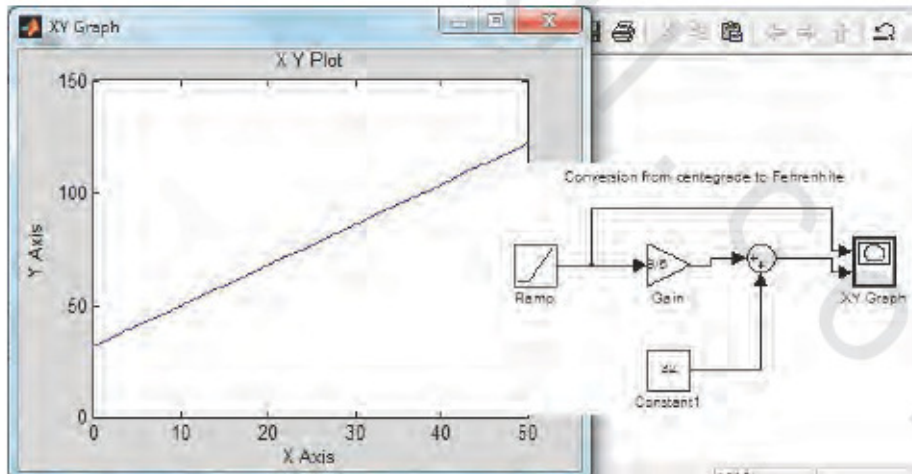 XY Graph
X Y Plot
150
100
50
0
0 10 20 30 40 50
Y Axis
X Axis
Conversion from centegrade to Fehrenhite
Ramp
9/5
Gain
XY Graph
Constant1